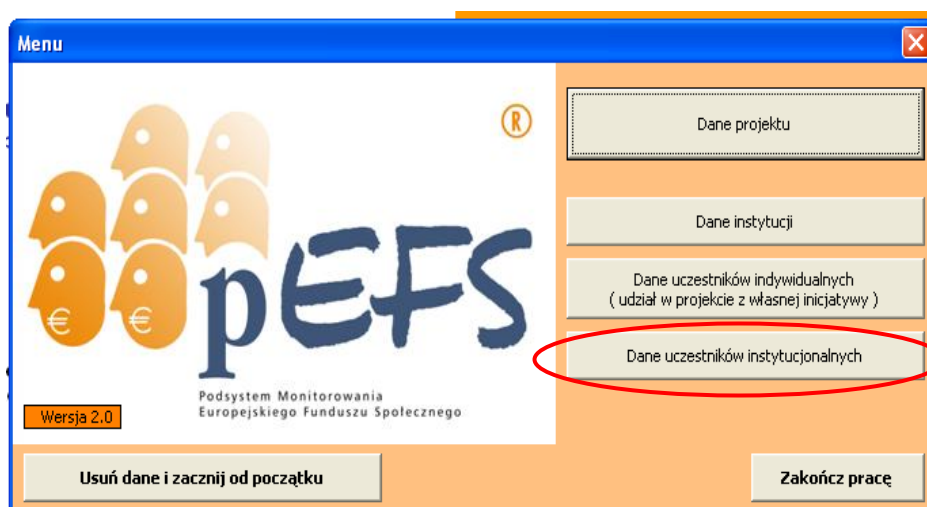 Menu
®
Dane projektu
Dane instytucji
Dane uczestników indywidualnych
( udział w projekcie z własnej inicjatywy )
Dane uczestników instytucjonalnych
€ €
pEFS
Podsystem Monitorowania
Europejskiego Funduszu Społecznego
Wersja 2.0
Usuń dane i zacznij od początku
Zakończ pracę